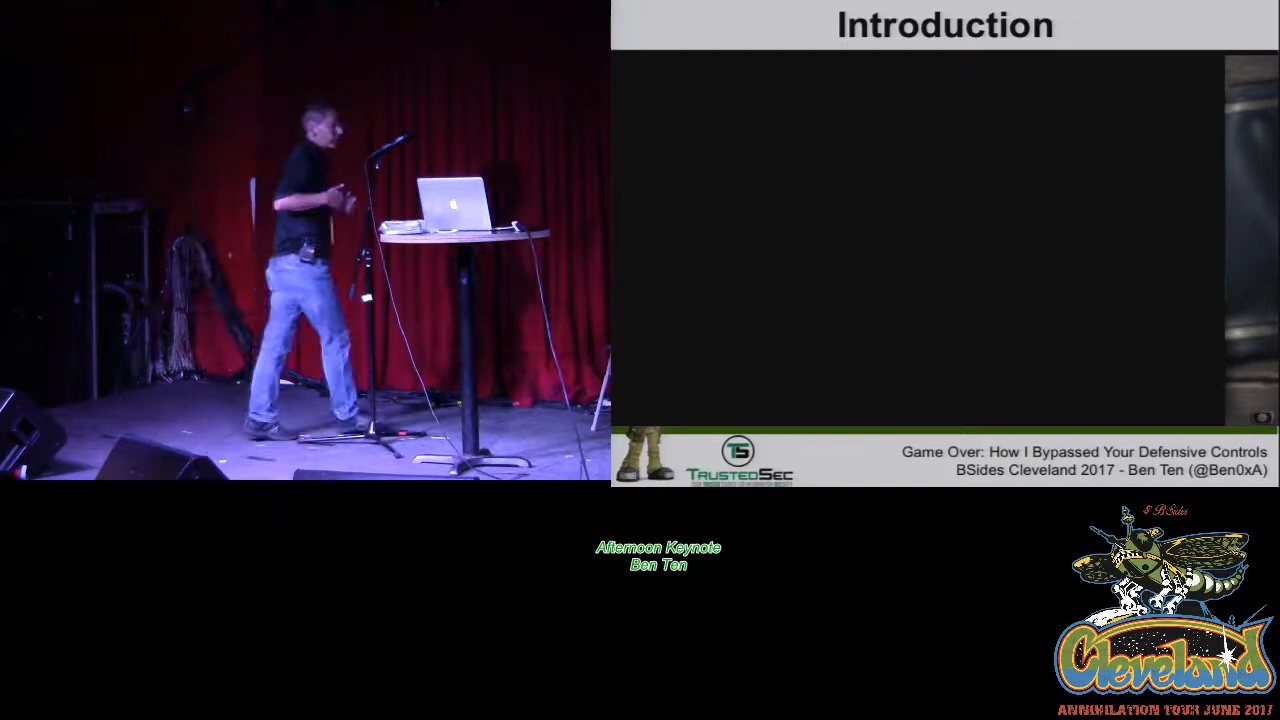 Introduction
TS
TRUSTEDSEC
Game Over: How I Bypassed Your Defensive Controls
BSides Cleveland 2017 - Ben Ten (@Ben0xA)
Afternoon Keynote
Ben Ten
BSides
Cleveland
ANNIHILATION TOUR JUNE 2017